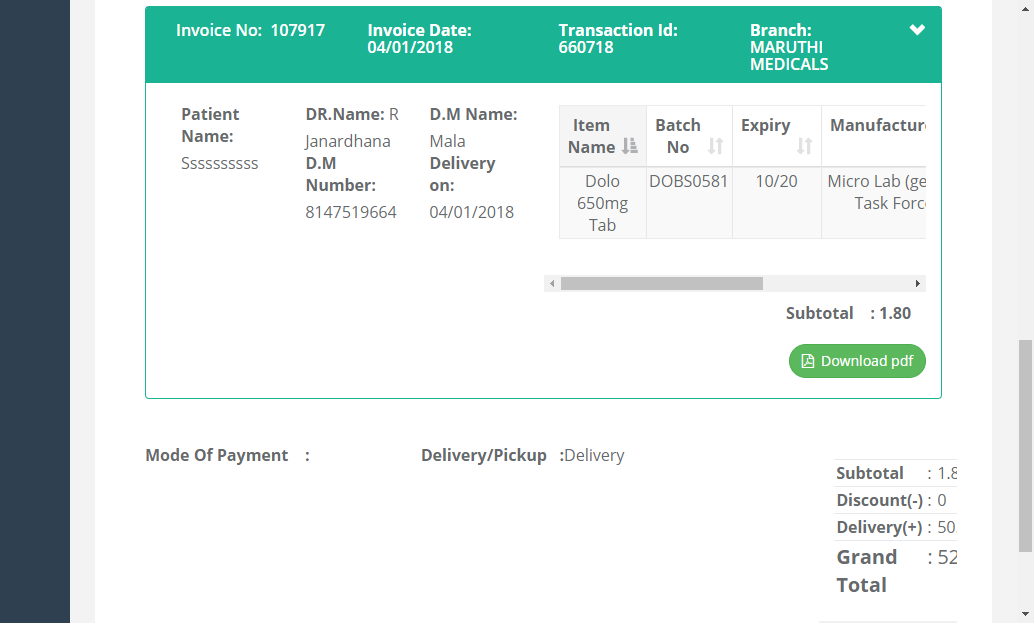 Invoice No: 107917
Invoice Date:
04/01/2018
Transaction Id:
660718
Branch:
MARUTHI
MEDICALS
Patient
Name:
Ssssssssss
DR.Name: R
Janardhana
D.M
Number:
8147519664
D.M Name:
Mala
Delivery
on:
04/01/2018
Item
Name
Batch
No
Expiry
Manufacture
Dolo
650mg
Tab
DOBS0581
10/20
Micro Lab (ge
Task Forc
Subtotal : 1.80
Download pdf
Mode Of Payment :
Delivery/Pickup :Delivery
Subtotal : 1.8
Discount(-) : 0
Delivery(+) : 50
Grand : 52
Total